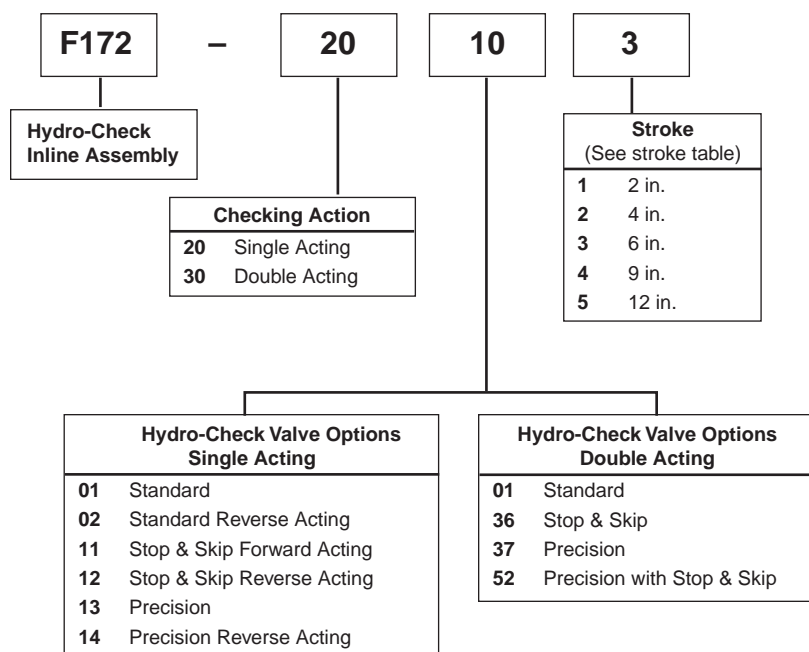 F172 – 20 10 3
Hydro-Check
Inline Assembly
Stroke
(See stroke table)
1 2 in.
2 4 in.
3 6 in.
4 9 in.
5 12 in.
Checking Action
20 Single Acting
30 Double Acting
Hydro-Check Valve Options
Single Acting
01 Standard
02 Standard Reverse Acting
11 Stop & Skip Forward Acting
12 Stop & Skip Reverse Acting
13 Precision
14 Precision Reverse Acting
Hydro-Check Valve Options
Double Acting
01 Standard
36 Stop & Skip
37 Precision
52 Precision with Stop & Skip